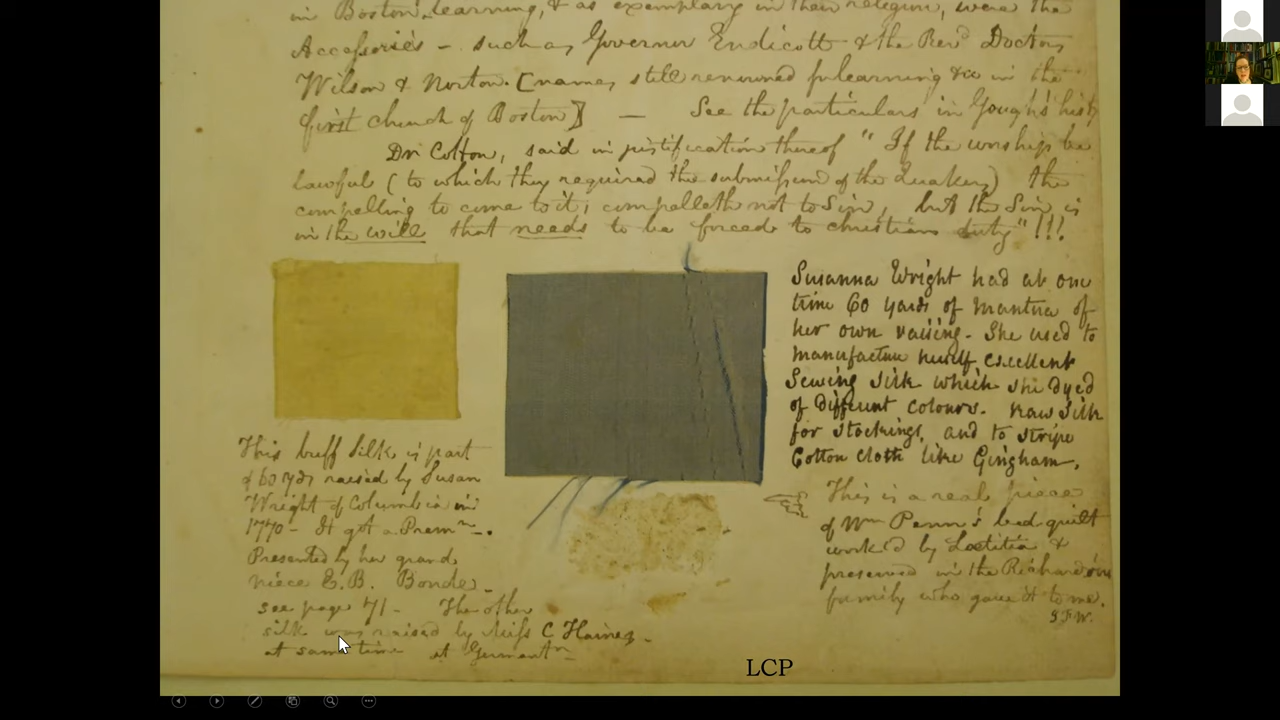 in Boston learning, & as exemplary in their religion, were the
Accessories - such as Governor Endicott & the Revd Doctors
Wilson & Norton. [names still renowned for learning &c in the
first church of Boston] — See the particulars in Gough's hist,
Dr Cotton, said in justification thereof "If the worship be
lawful (to which they required the submission of the Quakers) the
compelling to come to it, compelleth not to Sin, but the Sin is
in the will that needs to be forced to christian duty"!!!
Susanna Wright had at one
time 60 yards of Mantua of
her own raising. She used to
manufacture herself excellent
Sewing Silk which she dyed
of different colours. raw Silk
for stockings, and to stripe
Cotton cloth like Gingham.
This buff silk is part
of 60 yds raised by Susan
Wright of Columbia in
1770 - It got a Premm -.
Presented by her grand
niece E.B. Bonde -
see page 71 - The other
silk was raised by Miss C Haines -
at same time at Germantn
This is a real piece
of Wm Penn's bed quilt
work'd by Laetitia &
preserved in the Richardson
family who gave it to me.
J.F.W.
LCP